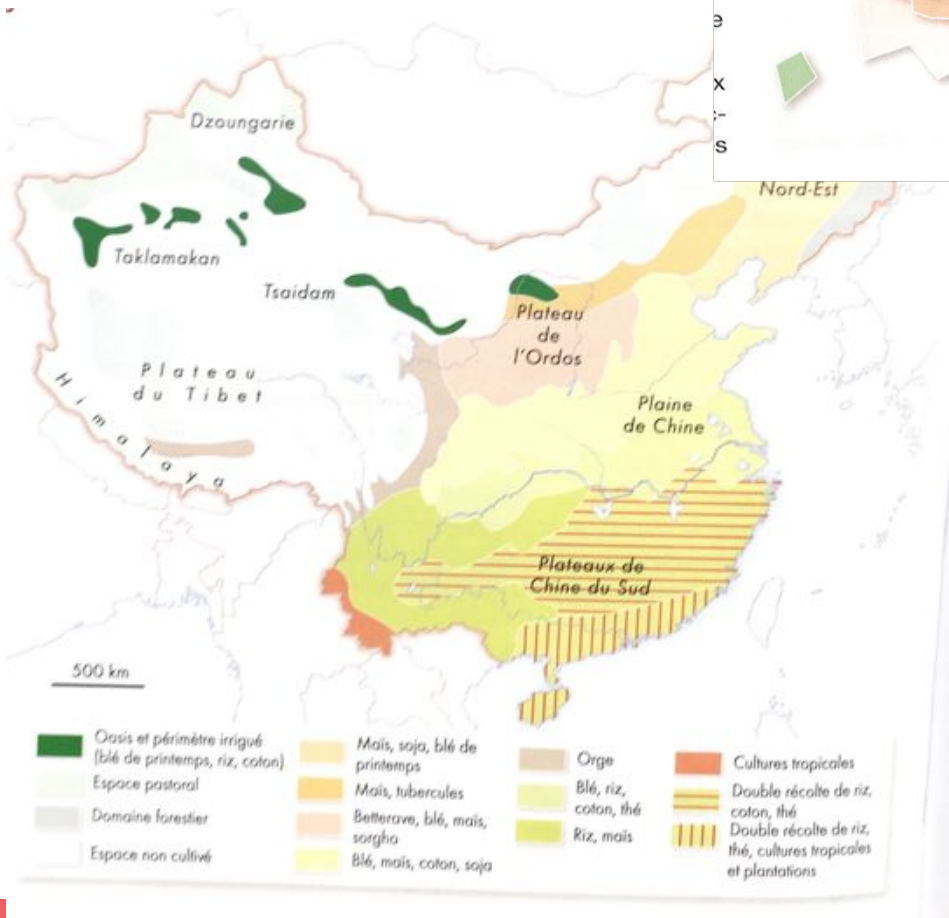 e
x
c-
s
Dzoungarie
Nord-Est
Taklamakan
Tsaidam
Plateau
de
l'Ordos
Plateau
du Tibet
Himalaya
Plaine
de Chine
Plateaux de
Chine du Sud
500 km
Oasis et périmètre irrigué
(blé de printemps, riz, coton)
Espace pastoral
Domaine forestier
Espace non cultivé
Maïs, soja, blé de
printemps
Maïs, tubercules
Betterave, blé, maïs,
sorgho
Blé, maïs, coton, soja
Orge
Blé, riz,
coton, thé
Riz, maïs
Cultures tropicales
Double récolte de riz,
coton, thé
Double récolte de riz,
thé, cultures tropicales
et plantations